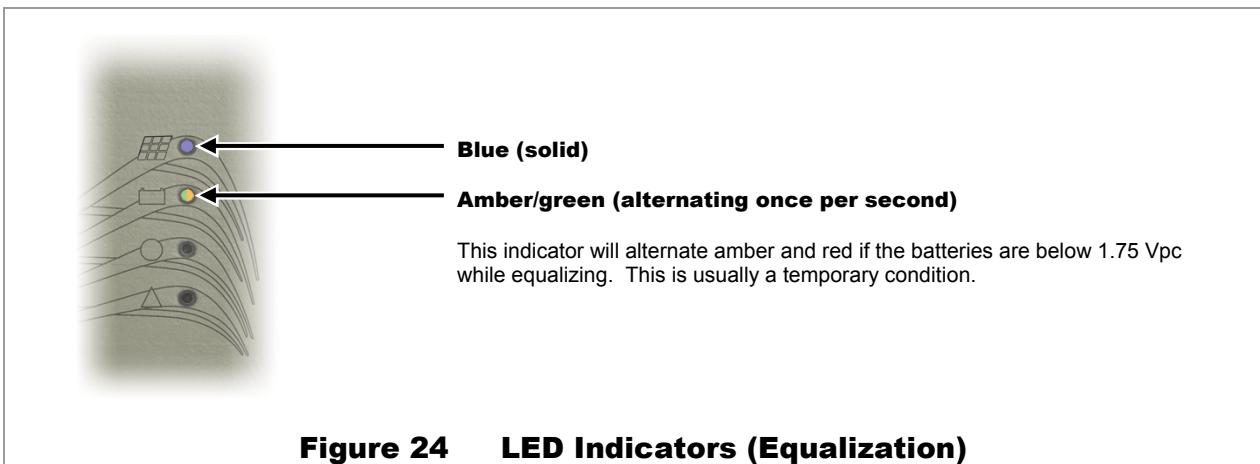 Blue (solid)
Amber/green (alternating once per second)
This indicator will alternate amber and red if the batteries are below 1.75 Vpc
while equalizing.  This is usually a temporary condition.
Figure 24 LED Indicators (Equalization)